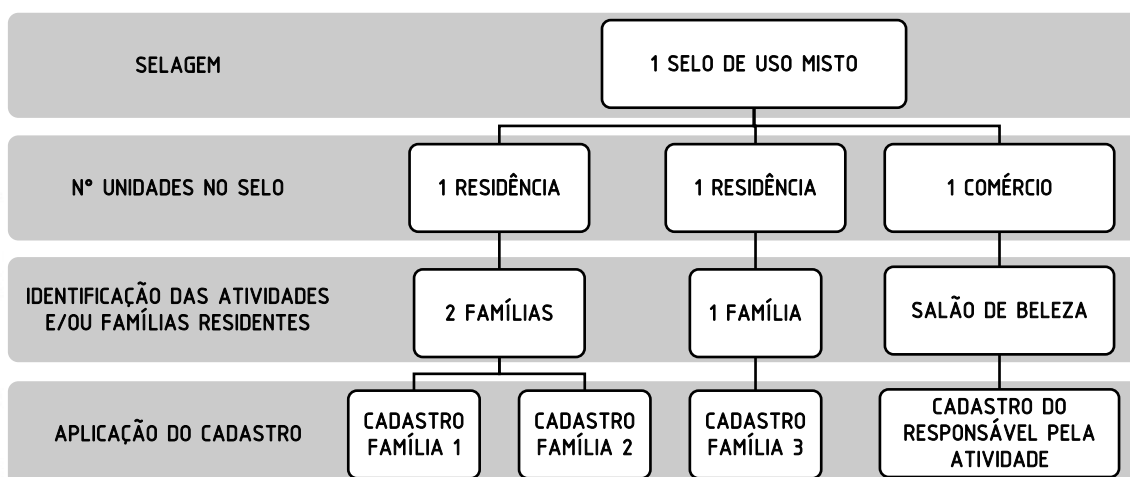 SELAGEM
1 SELO DE USO MISTO
N° UNIDADES NO SELO
1 RESIDÊNCIA
1 RESIDÊNCIA
1 COMÉRCIO
IDENTIFICAÇÃO DAS ATIVIDADES
E/OU FAMÍLIAS RESIDENTES
2 FAMÍLIAS
1 FAMÍLIA
SALÃO DE BELEZA
APLICAÇÃO DO CADASTRO
CADASTRO
FAMÍLIA 1
CADASTRO
FAMÍLIA 2
CADASTRO
FAMÍLIA 3
CADASTRO DO
RESPONSÁVEL PELA
ATIVIDADE